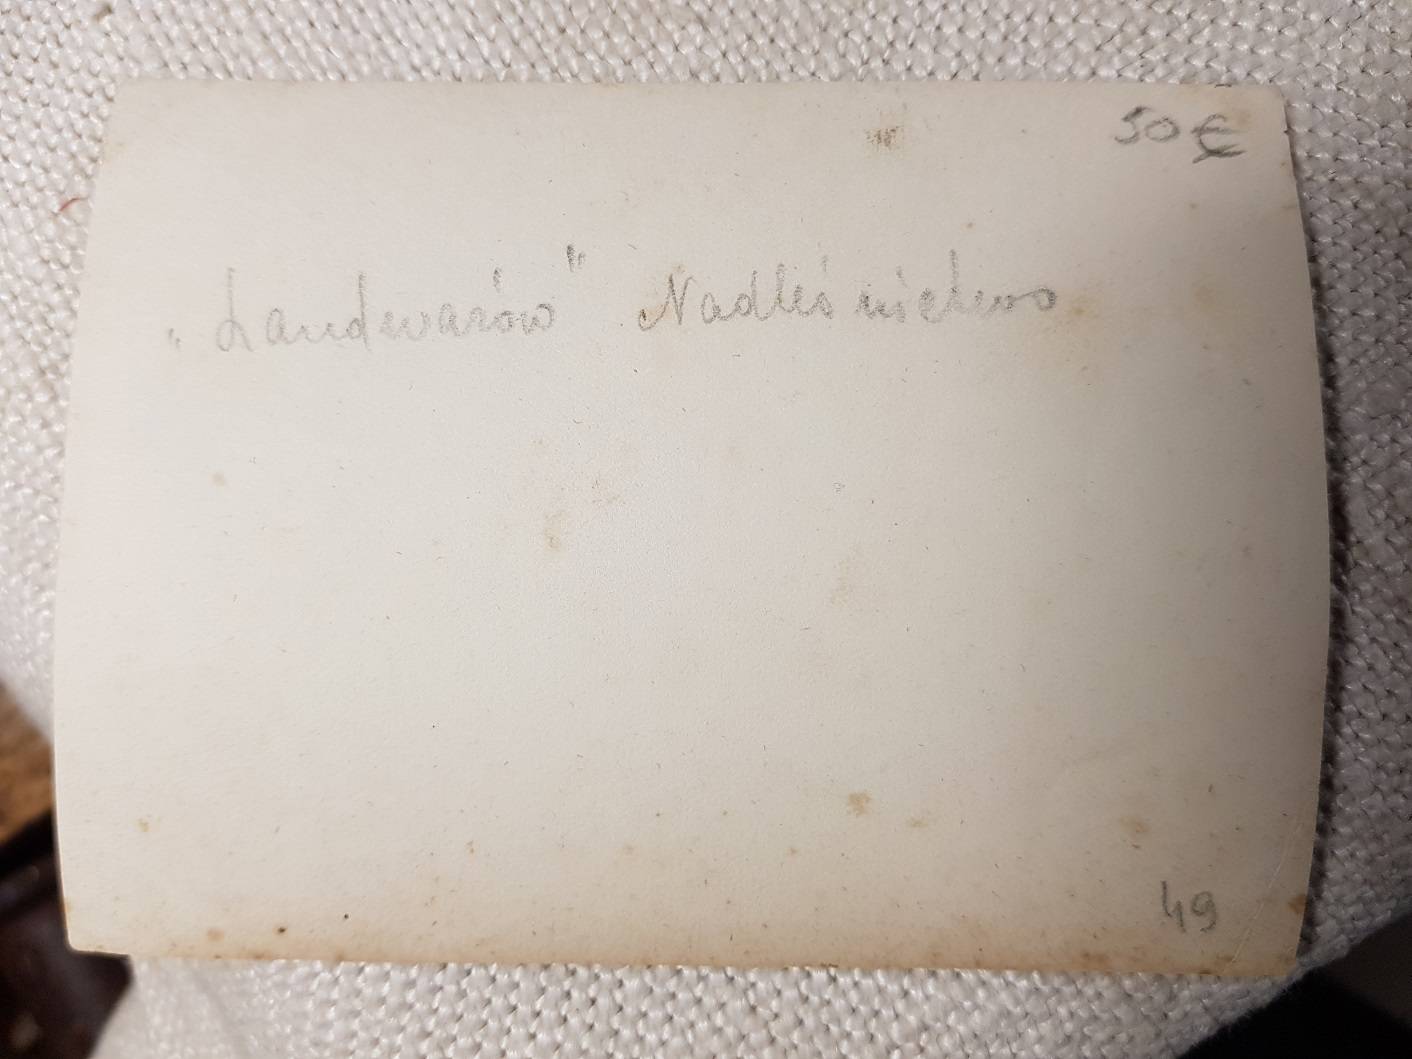 50 €
„Landwarów" Nadleśnictwo
49